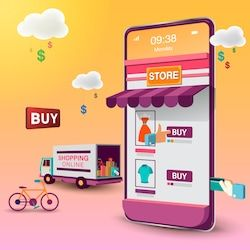 09:38
Monday
STORE
BUY
BUY
SHOPPING
ONLINE
BUY
$
$
$
$